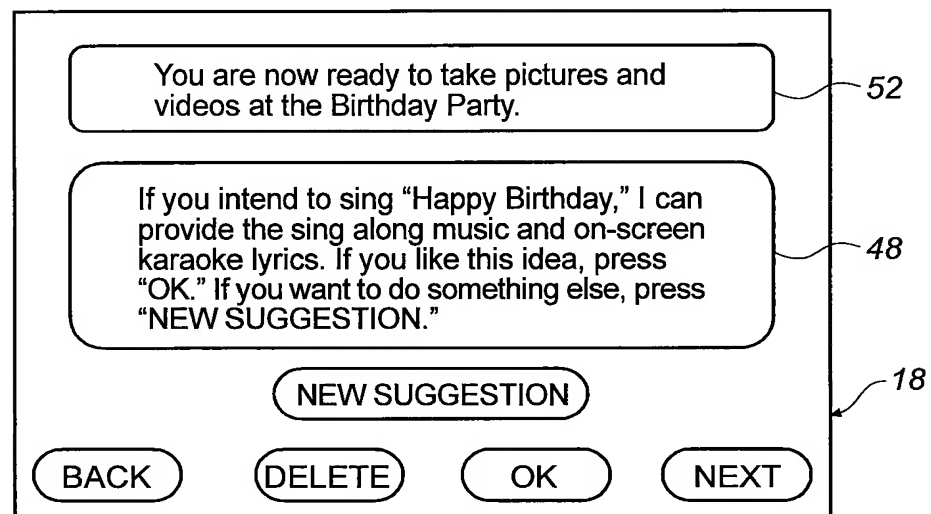 You are now ready to take pictures and
videos at the Birthday Party.
52
If you intend to sing “Happy Birthday,” I can
provide the sing along music and on-screen
karaoke lyrics. If you like this idea, press
“OK.” If you want to do something else, press
“NEW SUGGESTION.”
48
NEW SUGGESTION
18
BACK DELETE OK NEXT